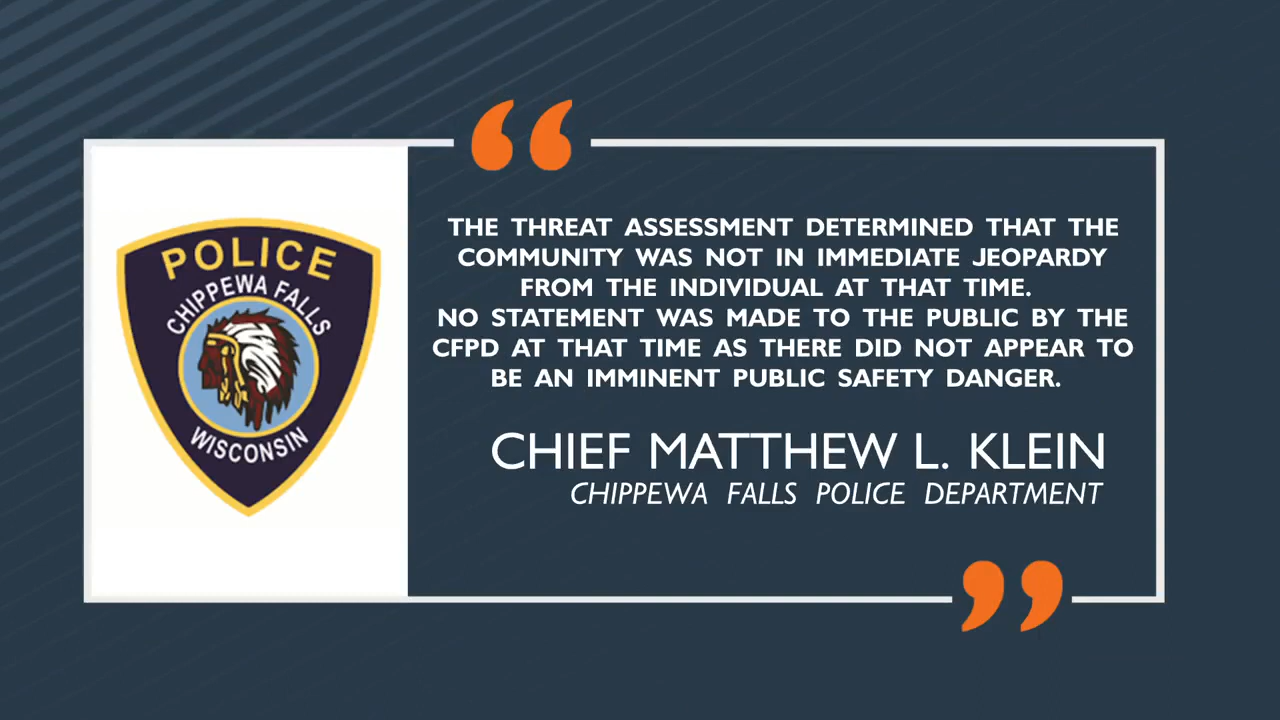 POLICE
CHIPPEWA FALLS
WISCONSIN
THE THREAT ASSESSMENT DETERMINED THAT THE
COMMUNITY WAS NOT IN IMMEDIATE JEOPARDY
FROM THE INDIVIDUAL AT THAT TIME.
NO STATEMENT WAS MADE TO THE PUBLIC BY THE
CFPD AT THAT TIME AS THERE DID NOT APPEAR TO
BE AN IMMINENT PUBLIC SAFETY DANGER.
CHIEF MATTHEW L. KLEIN
CHIPPEWA FALLS POLICE DEPARTMENT